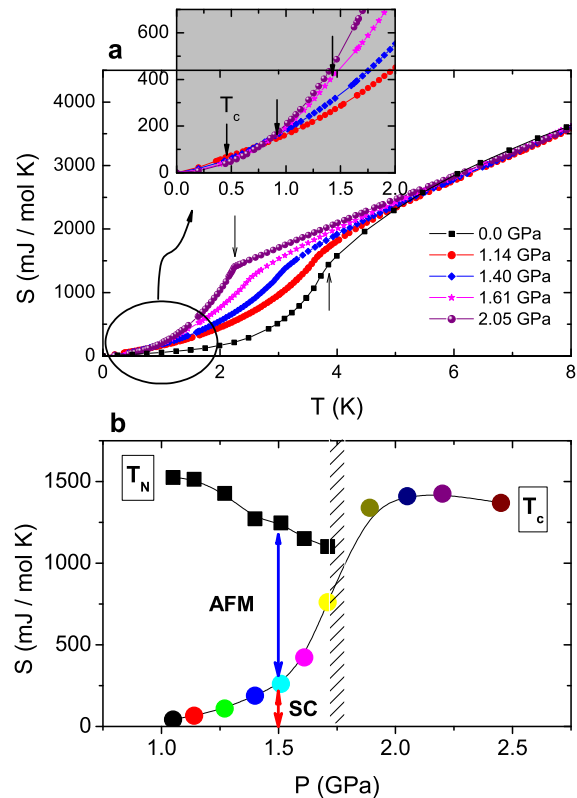 a
600
400
200
0
0.0 0.5 1.0 1.5 2.0
T_c
S (mJ / mol K)
4000
3000
2000
1000
0
0 2 4 6 8
T (K)
0.0 GPa
1.14 GPa
1.40 GPa
1.61 GPa
2.05 GPa
b
S (mJ / mol K)
1500
1000
500
0
T_N
T_c
AFM
SC
1.0 1.5 2.0 2.5
P (GPa)